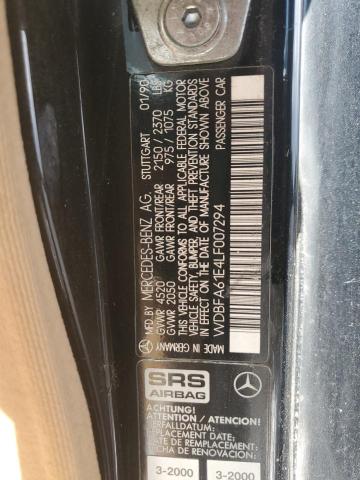 MFD.BY MERCEDES-BENZ AG. STUTTGART 01/90
GVWR 4520 GAWR FRONT/REAR 2150 / 2370 LBS
GVWR 2050 GAWR FRONT/REAR 975 / 1075 KG
THIS VEHICLE CONFORMS TO ALL APPLICABLE FEDERAL MOTOR
VEHICLE SAFETY, BUMPER, AND THEFT PREVENTION STANDARDS
IN EFFECT ON THE DATE OF MANUFACTURE SHOWN ABOVE
WDBFA61E4LF007294 PASSENGER CAR
MADE IN GERMANY
SRS
AIRBAG
ACHTUNG!
ATTENTION / ATENCION!
VERFALLDATUM:
REPLACEMENT DATE:
DATE DE REMPLACEMENT
FECHA DE RENOVACION:
3-2000 3-2000